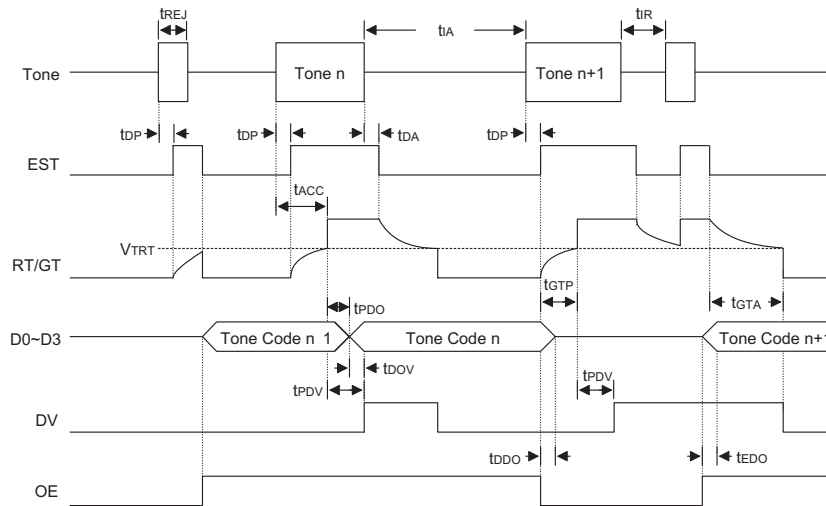 tREJ
tIA
tIR
Tone
Tone n
Tone n+1
tDP
tDP
tDA
tDP
EST
tACC
VTRT
RT/GT
tPDO
tGTP
tGTA
D0~D3
Tone Code n 1
Tone Code n
Tone Code n+1
tDOV
tPDV
tPDV
DV
tDDO
tEDO
OE